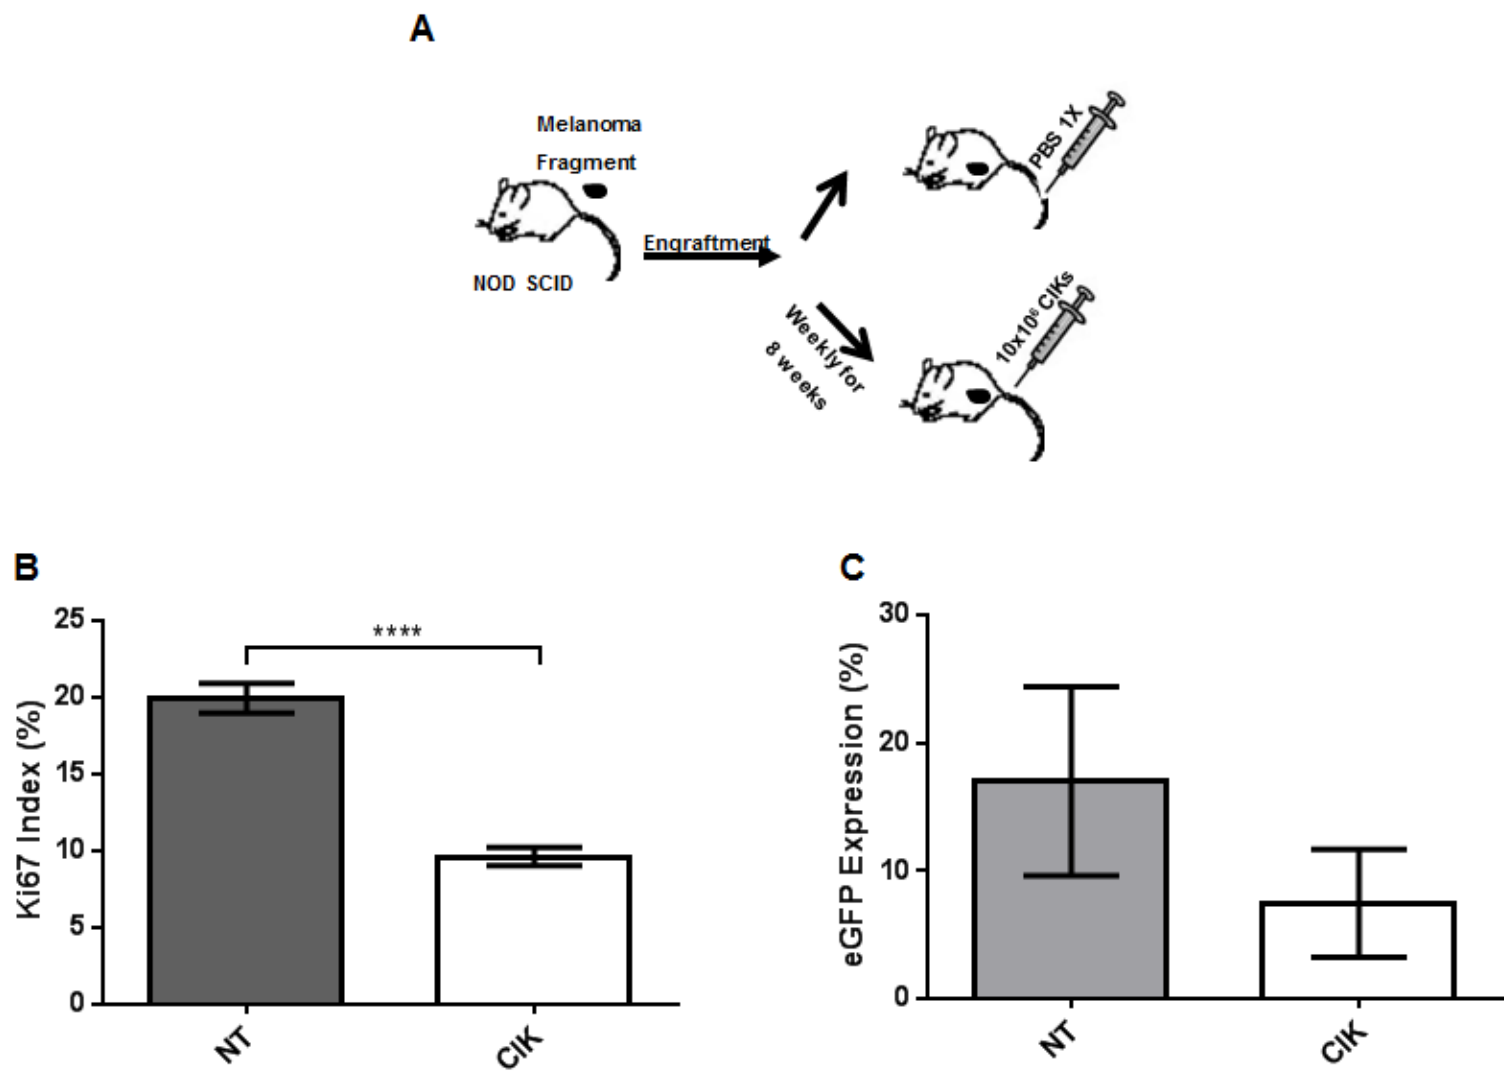 A
Melanoma
Fragment
NOD SCID
Engraftment
PBS 1X
Weekly for
8 weeks
10x10⁶ CIKs
B
Ki67 Index (%)
25
20
15
10
5
0
****
NT
CIK
C
eGFP Expression (%)
30
20
10
0
NT
CIK